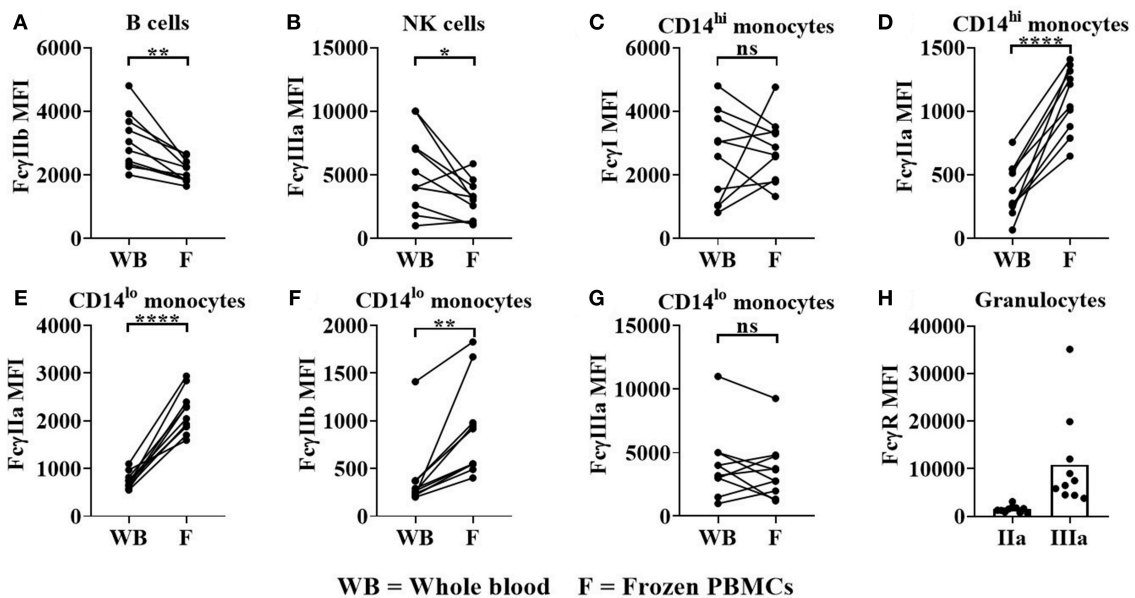 A B cells
**
FcγIIb MFI
6000
4000
2000
0
WB F
B NK cells
*
FcγIIIa MFI
15000
10000
5000
0
WB F
C CD14hi monocytes
ns
FcγI MFI
6000
4000
2000
0
WB F
D CD14hi monocytes
****
FcγIIa MFI
1500
1000
500
0
WB F
E CD14lo monocytes
****
FcγIIa MFI
4000
3000
2000
1000
0
WB F
F CD14lo monocytes
**
FcγIIb MFI
2000
1500
1000
500
0
WB F
G CD14lo monocytes
ns
FcγIIIa MFI
15000
10000
5000
0
WB F
H Granulocytes
FcγR MFI
40000
30000
20000
10000
0
IIa IIIa
WB = Whole blood F = Frozen PBMCs